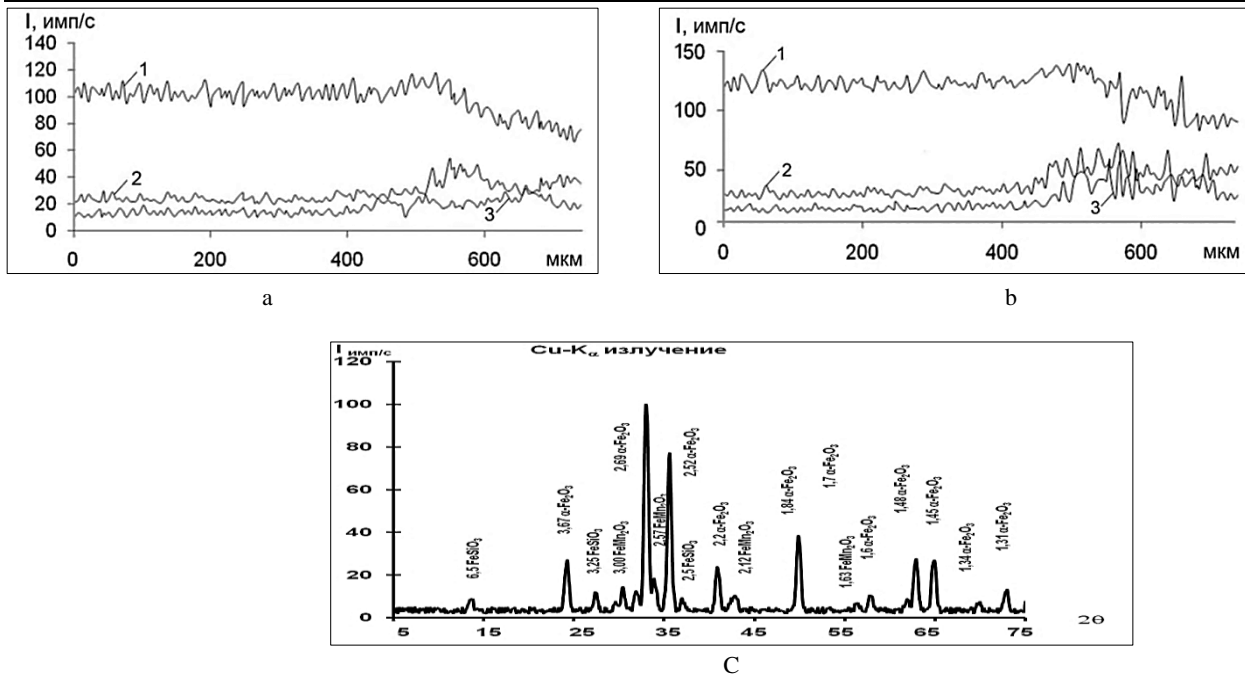 I, имп/с
140
120
100
80
60
40
20
0
1
2
3
0 200 400 600 мкм
a
I, имп/с
150
100
50
0
1
2
3
0 200 400 600 мкм
b
I имп/с
Cu-Kα излучение
120
100
80
60
40
20
0
6,5 FeSiO3
3,67 α-Fe2O3
3,25 FeSiO3
3,00 FeMn2O3
2,69 α-Fe2O3
2,57 FeMn2O3
2,52 α-Fe2O3
2,5 FeSiO3
2,2 α-Fe2O3
2,12 FeMn2O3
1,84 α-Fe2O3
1,7 α-Fe2O3
1,63 FeMn2O3
1,6 α-Fe2O3
1,48 α-Fe2O3
1,45 α-Fe2O3
1,34 α-Fe2O3
1,31 α-Fe2O3
5 15 25 35 45 55 65 75 2θ
C